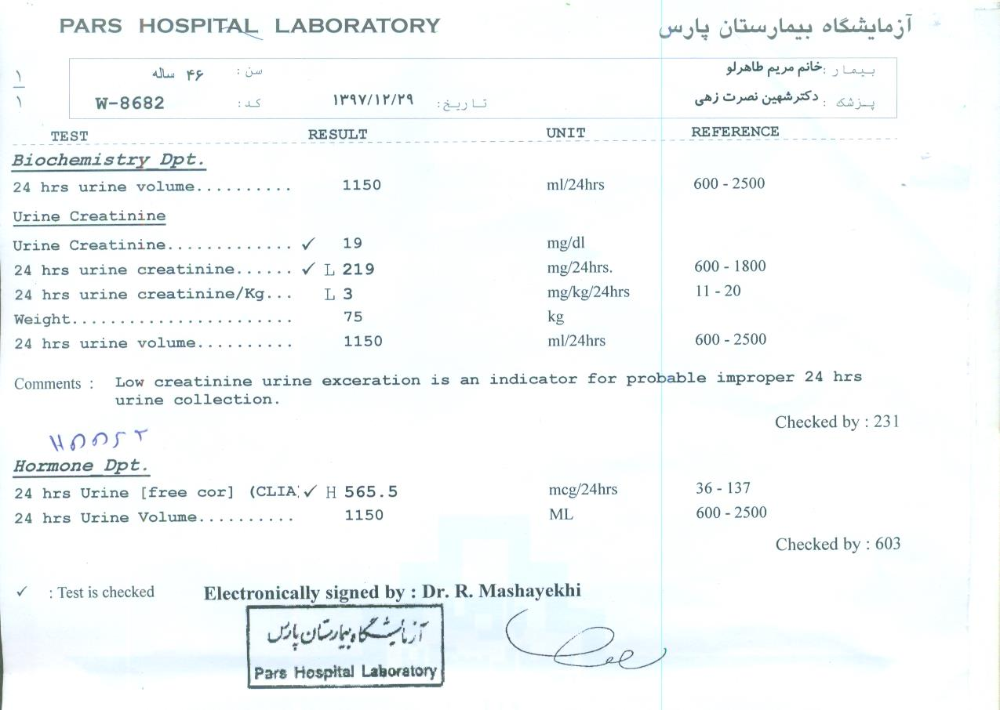 PARS HOSPITAL LABORATORY آزمایشگاه بیمارستان پارس
۱/۱
بیمار : خانم مریم طاهرلو سن : ۴۶ ساله
پزشک : دکترشهین نصرت زهی تاریخ: ۱۳۹۷/۱۲/۲۹ کد: W-8682
TEST RESULT UNIT REFERENCE
Biochemistry Dpt.
24 hrs urine volume.......... 1150 ml/24hrs 600 - 2500
Urine Creatinine
Urine Creatinine............. ✓ 19 mg/dl
24 hrs urine creatinine...... ✓ L 219 mg/24hrs. 600 - 1800
24 hrs urine creatinine/Kg... L 3 mg/kg/24hrs 11 - 20
Weight....................... 75 kg
24 hrs urine volume.......... 1150 ml/24hrs 600 - 2500
Comments : Low creatinine urine exceration is an indicator for probable improper 24 hrs
urine collection.
Checked by : 231
Hormone Dpt.
24 hrs Urine [free cor] (CLIA ✓ H 565.5 mcg/24hrs 36 - 137
24 hrs Urine Volume.......... 1150 ML 600 - 2500
Checked by : 603
✓ : Test is checked Electronically signed by : Dr. R. Mashayekhi
آزمایشگاه بیمارستان پارس
Pars Hospital Laboratory